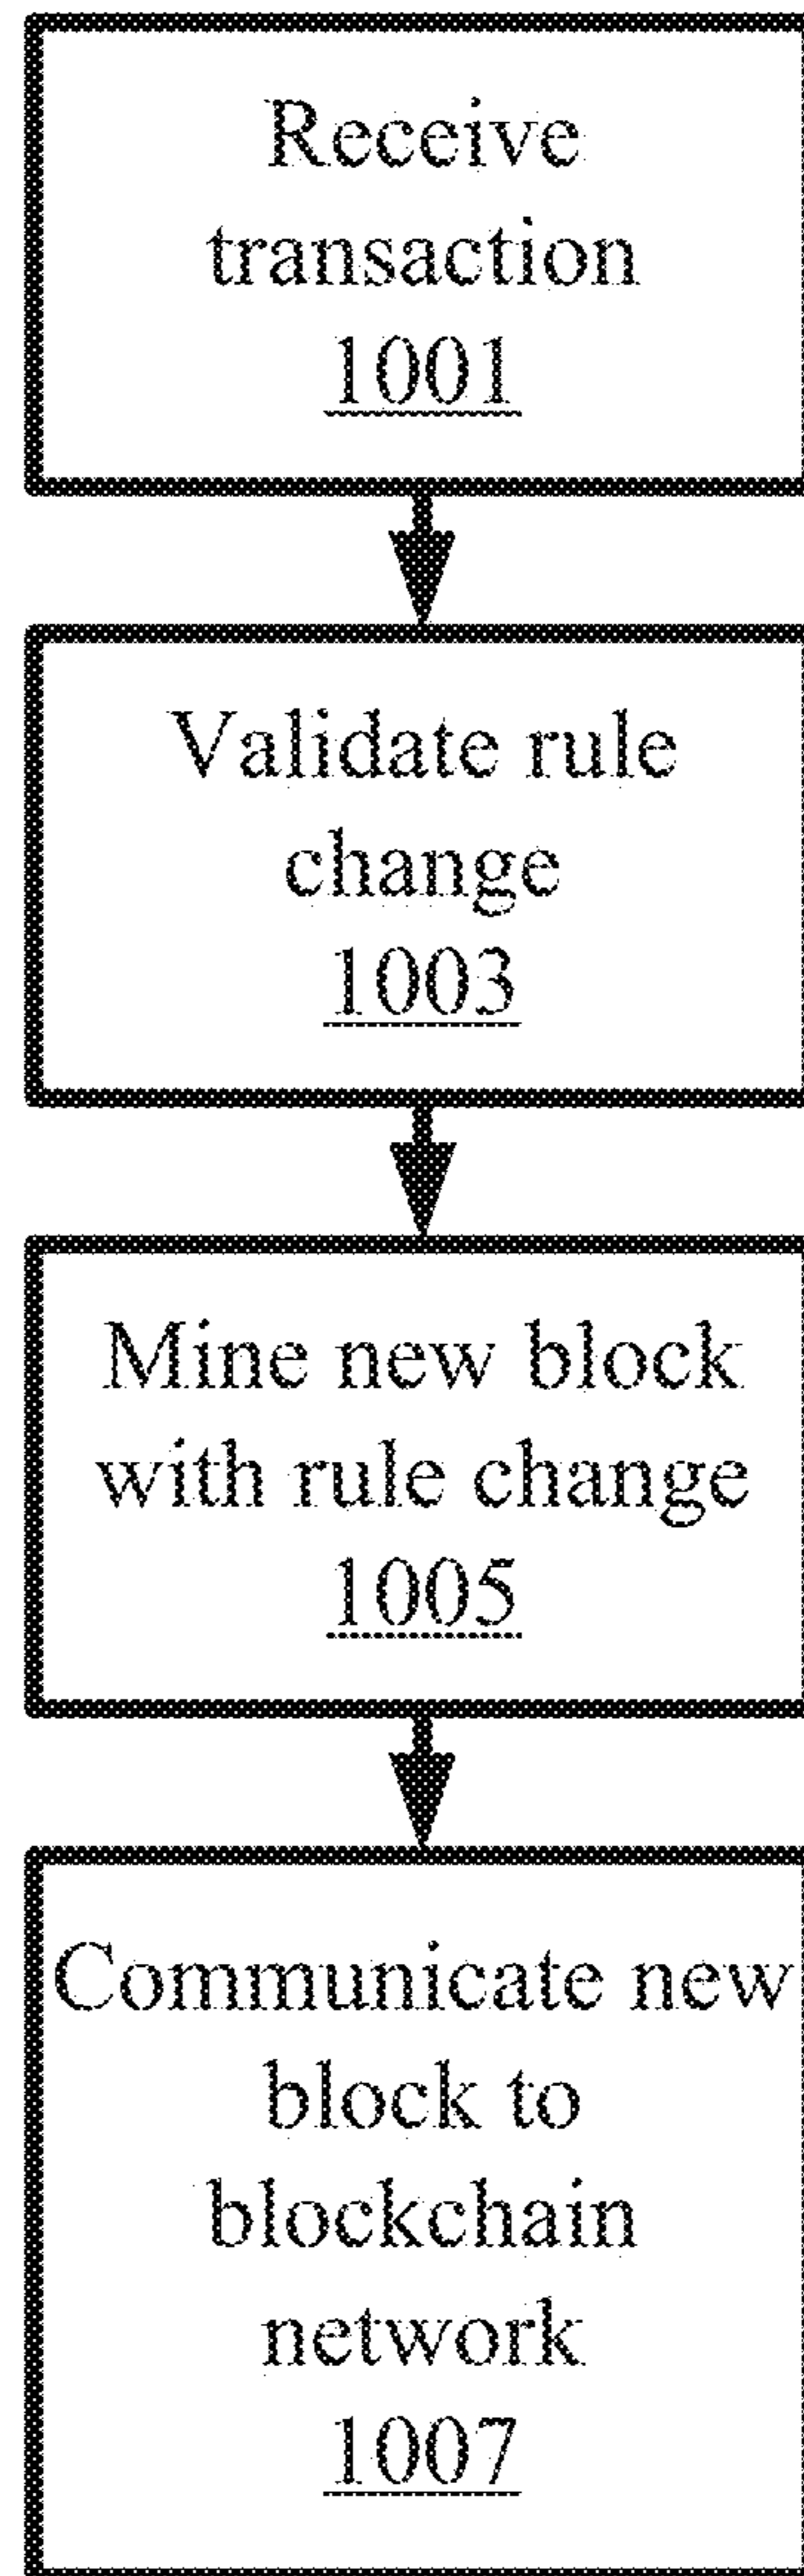 Receive
transaction
1001
Validate rule
change
1003
Mine new block
with rule change
1005
Communicate new
block to
blockchain
network
1007